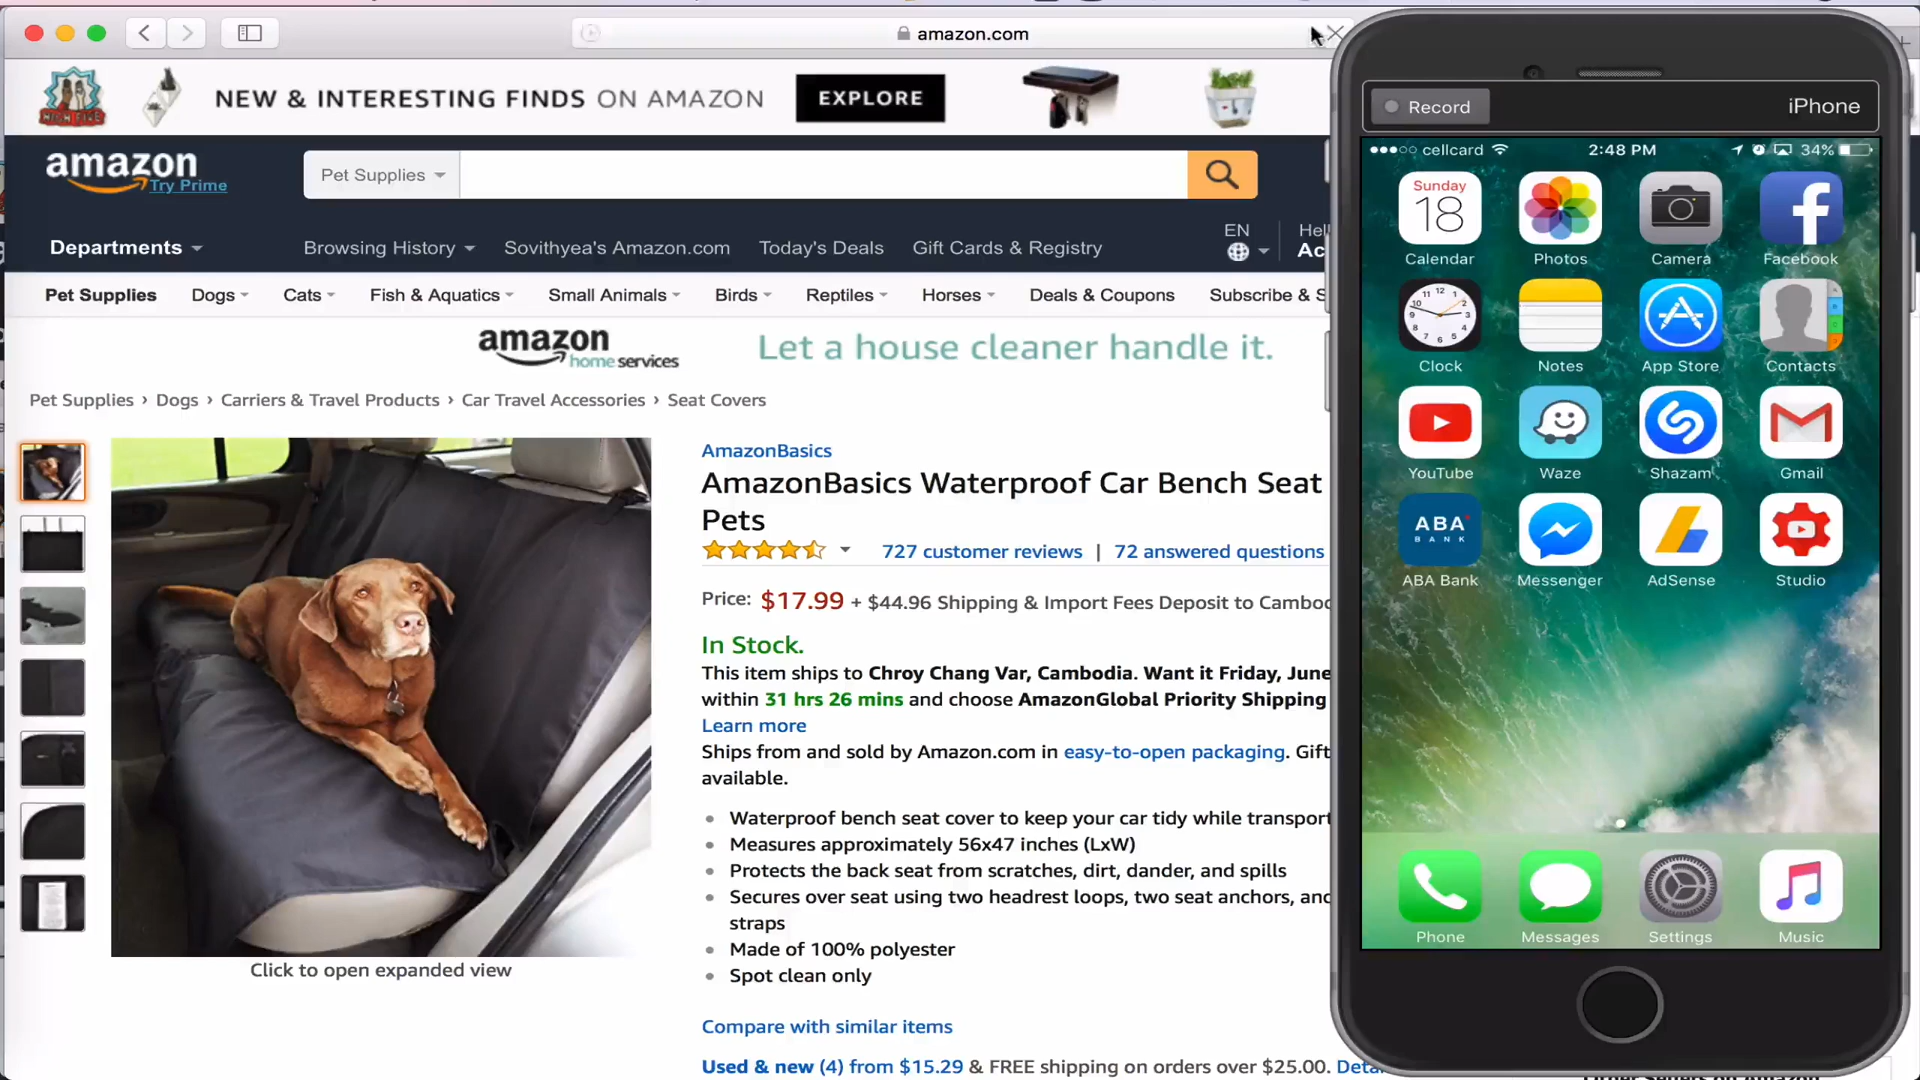 amazon.com
NEW & INTERESTING FINDS ON AMAZON EXPLORE
HIGH FIVE
amazon
Try Prime
Pet Supplies
EN
Departments
Browsing History
Sovithyea's Amazon.com
Today's Deals
Gift Cards & Registry
Pet Supplies
Dogs
Cats
Fish & Aquatics
Small Animals
Birds
Reptiles
Horses
Deals & Coupons
Subscribe & S
amazon
home services
Let a house cleaner handle it.
Pet Supplies › Dogs › Carriers & Travel Products › Car Travel Accessories › Seat Covers
Click to open expanded view
AmazonBasics
AmazonBasics Waterproof Car Bench Seat
Pets
727 customer reviews | 72 answered questions
Price: $17.99 + $44.96 Shipping & Import Fees Deposit to
In Stock.
This item ships to Chroy Chang Var, Cambodia. Want it Friday, June
within 31 hrs 26 mins and choose AmazonGlobal Priority Shipping
Learn more
Ships from and sold by Amazon.com in easy-to-open packaging. Gift
available.
• Waterproof bench seat cover to keep your car tidy while transport
• Measures approximately 56x47 inches (LxW)
• Protects the back seat from scratches, dirt, dander, and spills
• Secures over seat using two headrest loops, two seat anchors, and
straps
• Made of 100% polyester
• Spot clean only
Compare with similar items
Used & new (4) from $15.29 & FREE shipping on orders over $25.00.
Record
iPhone
cellcard 2:48 PM 34%
Sunday
18
Calendar
Photos
Camera
Facebook
Clock
Notes
App Store
Contacts
YouTube
Waze
Shazam
Gmail
ABA
BANK
ABA Bank
Messenger
AdSense
Studio
Phone
Messages
Settings
Music